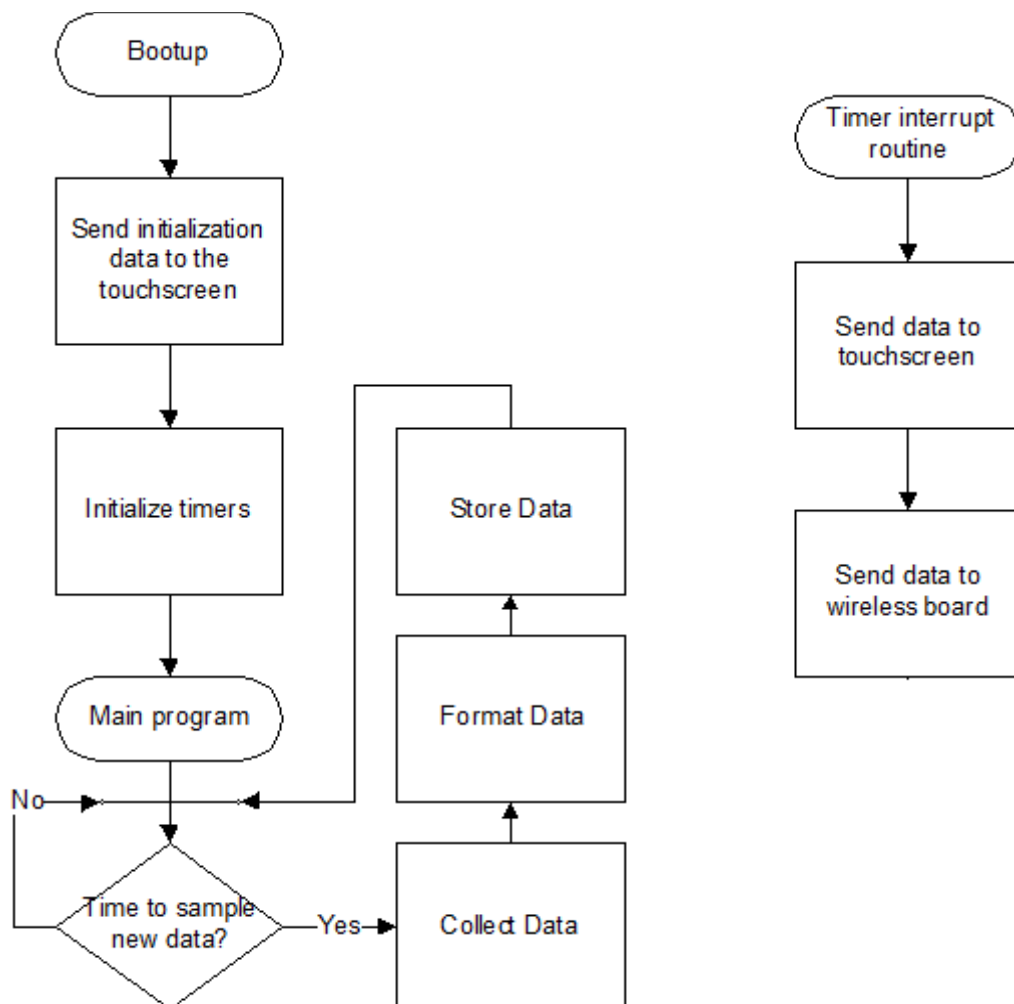 Bootup
Send initialization
data to the
touchscreen
Initialize timers
Main program
No
Time to sample
new data?
Yes
Collect Data
Format Data
Store Data
Timer interrupt
routine
Send data to
touchscreen
Send data to
wireless board